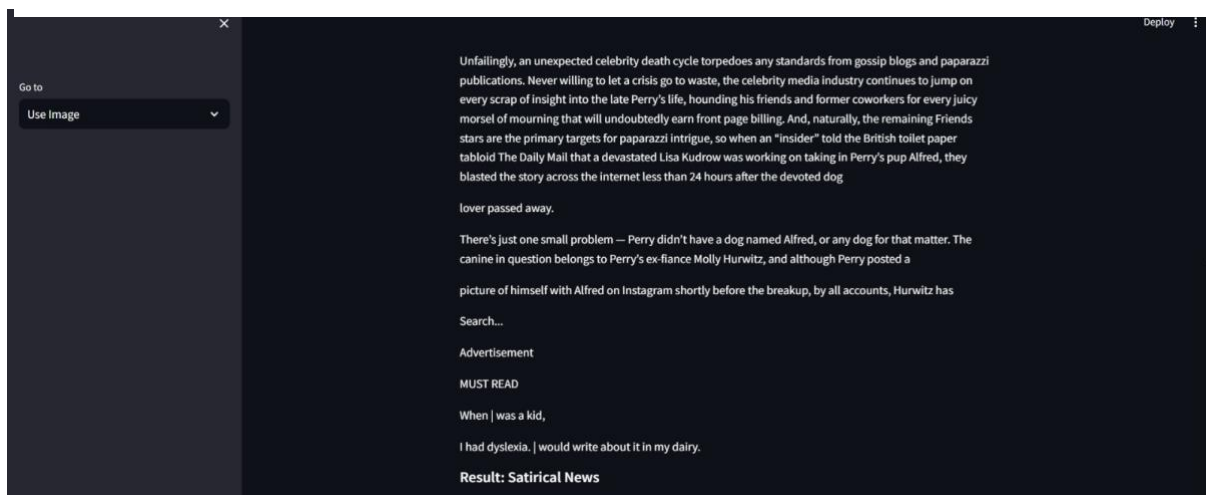 Deploy
Go to
Use Image
Unfailingly, an unexpected celebrity death cycle torpedoes any standards from gossip blogs and paparazzi
publications. Never willing to let a crisis go to waste, the celebrity media industry continues to jump on
every scrap of insight into the late Perry's life, hounding his friends and former coworkers for every juicy
morsel of mourning that will undoubtedly earn front page billing. And, naturally, the remaining Friends
stars are the primary targets for paparazzi intrigue, so when an “insider” told the British toilet paper
tabloid The Daily Mail that a devastated Lisa Kudrow was working on taking in Perry's pup Alfred, they
blasted the story across the internet less than 24 hours after the devoted dog
lover passed away.
There's just one small problem — Perry didn't have a dog named Alfred, or any dog for that matter. The
canine in question belongs to Perry's ex-fiance Molly Hurwitz, and although Perry posted a
picture of himself with Alfred on Instagram shortly before the breakup, by all accounts, Hurwitz has
Search...
Advertisement
MUST READ
When | was a kid,
I had dyslexia. | would write about it in my dairy.
Result: Satirical News